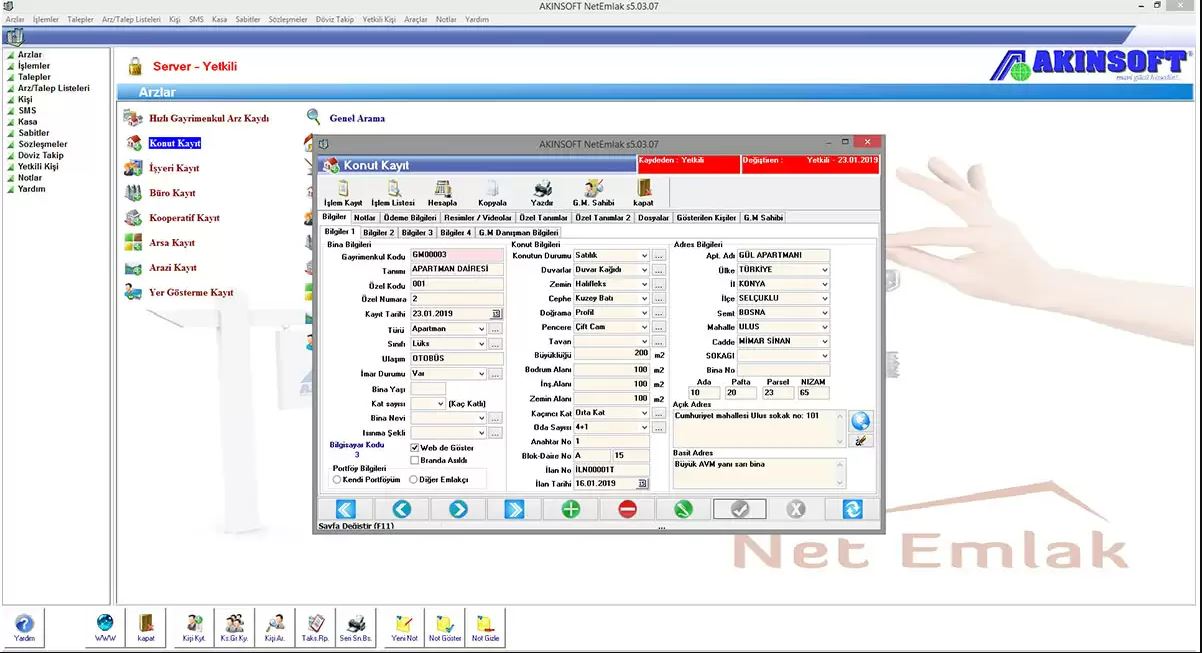 AKINSOFT NetEmlak s5.03.07
Arzlar İşlemler Talepler Arz/Talep Listeleri Kişi SMS Kasa Sabitler Sözleşmeler Döviz Takip Yetkili Kişi Araçlar Notlar Yardım
Arzlar
İşlemler
Talepler
Arz/Talep Listeleri
Kişi
SMS
Kasa
Sabitler
Sözleşmeler
Döviz Takip
Yetkili Kişi
Notlar
Yardım
Server - Yetkili
AKINSOFT
Arzlar
Hızlı Gayrimenkul Arz Kaydı
Genel Arama
Konut Kayıt
İşyeri Kayıt
Büro Kayıt
Kooperatif Kayıt
Arsa Kayıt
Arazi Kayıt
Yer Gösterme Kayıt
AKINSOFT NetEmlak s5.03.07
Konut Kayıt
Kaydeden : Yetkili
Değiştiren : Yetkili - 23.01.2019
İşlem Kayıt İşlem Listesi Hesapla Kopyala Yazdır G.M. Sahibi kapat
Bilgiler Notlar Ödeme Bilgileri Resimler / Videolar Özel Tanımlar Özel Tanımlar 2 Dosyalar Gösterilen Kişiler G.M Sahibi
Bilgiler 1 Bilgiler 2 Bilgiler 3 Bilgiler 4 G.M Danışman Bilgileri
Bina Bilgileri
Gayrimenkul Kodu GM00003
Tanımı APARTMAN DAİRESİ
Özel Kodu 001
Özel Numara 2
Kayıt Tarihi 23.01.2019
Türü Apartman ...
Sınıfı Lüks ...
Ulaşım OTOBÜS
İmar Durumu Var ...
Bina Yaşı
Kat sayısı (Kaç Katlı)
Bina Nevi ...
Isınma Şekli ...
Bilgisayar Kodu
3
Web de Göster
Branda Asıldı
Portföy Bilgileri
Kendi Portföyüm Diğer Emlakçı
Konut Bilgileri
Konutun Durumu Satılık ...
Duvarlar Duvar Kağıdı ...
Zemin Halifleks ...
Cephe Kuzey Batı ...
Doğrama Profil ...
Pencere Çift Cam ...
Tavan ...
Büyüklüğü 200 m2
Bodrum Alanı 100 m2
İnş.Alanı 100 m2
Zemin Alanı 100 m2
Kaçıncı Kat Orta Kat ...
Oda Sayısı 4+1 ...
Anahtar No 1
Blok-Daire No A 15
İlan No İLN00001T
İlan Tarihi 16.01.2019
Adres Bilgileri
Apt. Adı GÜL APARTMANI
Ülke TÜRKİYE
İl KONYA
İlçe SELÇUKLU
Semt BOSNA
Mahalle ULUS
Cadde MİMAR SİNAN
SOKAGI
Bina No
Ada Pafta Parsel NIZAM
10 20 23 65
Açık Adres
Cumhuriyet mahallesi Ulus sokak no: 101
Basit Adres
Büyük AVM yanı sarı bina
Sayfa Değistir (F11)
...
Net Emlak
Yardım WWW kapat Kişi Kyt. Ks.Gr.Ky. Kişi Ar. Taks.Rp. Sen Sn.Bs. Yeni Not Not Göster Not Gizle